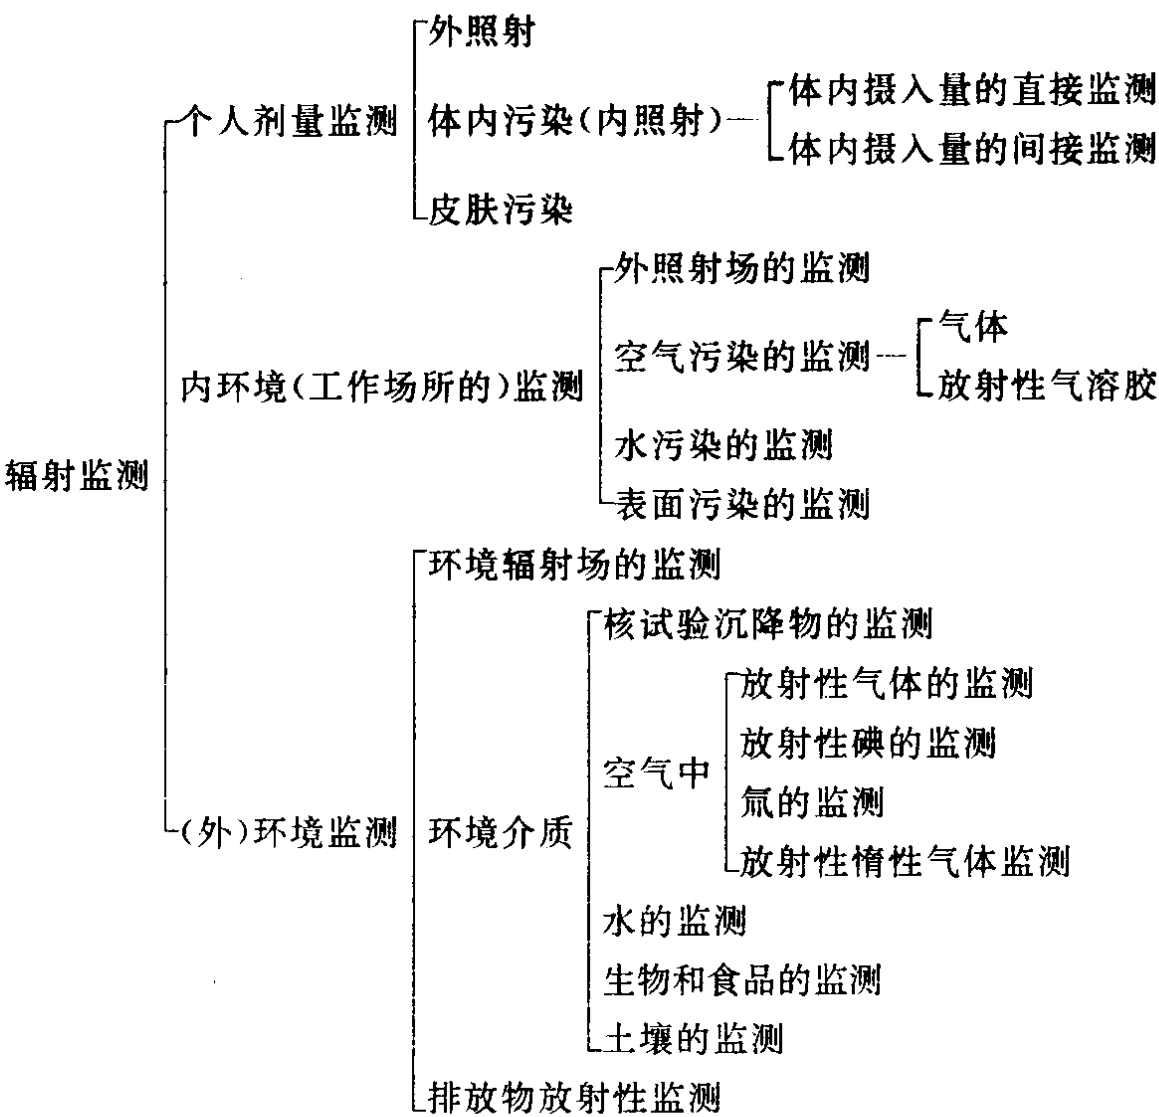 外照射
体内摄入量的直接监测
个人剂量监测
体内污染(内照射)
体内摄入量的间接监测
皮肤污染
外照射场的监测
气体
空气污染的监测
内环境(工作场所的)监测
放射性气溶胶
水污染的监测
辐射监测
表面污染的监测
环境辐射场的监测
核试验沉降物的监测
放射性气体的监测
放射性碘的监测
空气中
氚的监测
(外)环境监测
环境介质
放射性惰性气体监测
水的监测
生物和食品的监测
土壤的监测
排放物放射性监测